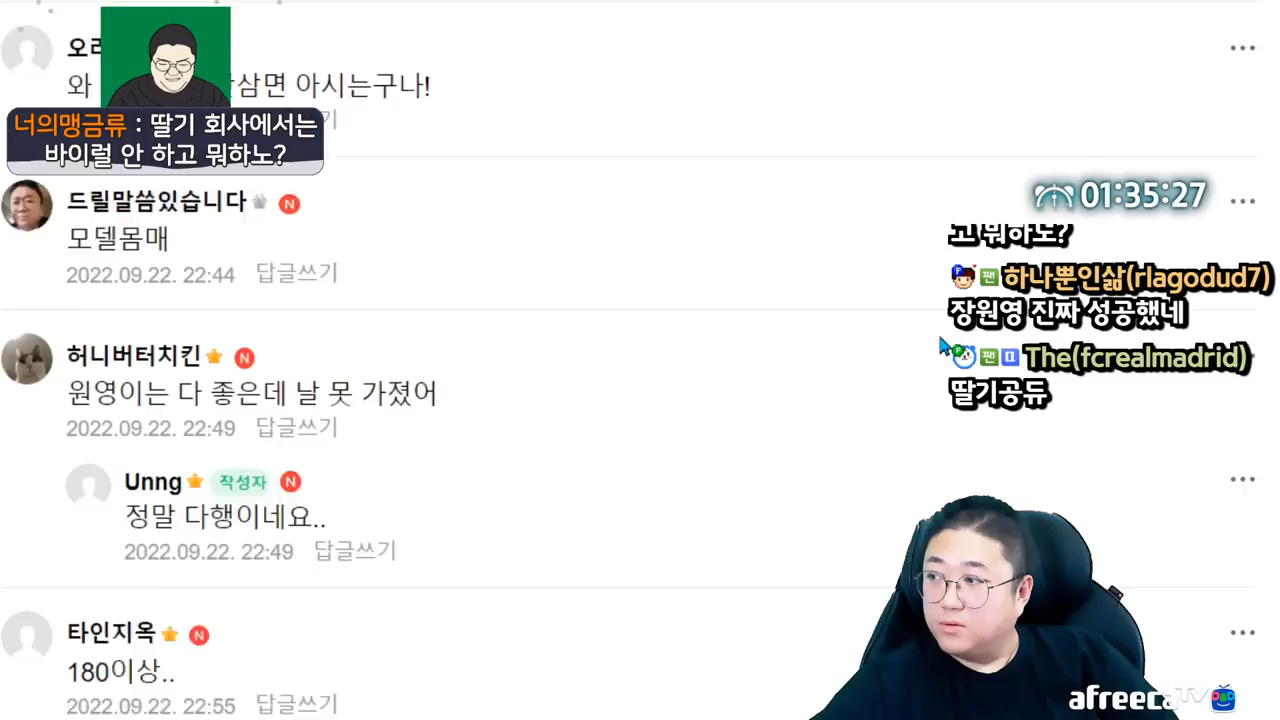 와 삼면 아시는구나!
너의맹금류 : 딸기 회사에서는
바이럴 안 하고 뭐하노?
드릴말씀있습니다 N
모델몸매
2022.09.22. 22:44 답글쓰기
01:35:27
고 뭐하노?
하나뿐인삶(rlagodud7)
장원영 진짜 성공했네
The(fcrealmadrid)
딸기공듀
허니버터치킨 N
원영이는 다 좋은데 날 못 가졌어
2022.09.22. 22:49 답글쓰기
Unng 작성자 N
정말 다행이네요..
2022.09.22. 22:49 답글쓰기
타인지옥 N
180이상..
2022.09.22. 22:55 답글쓰기
afreecaTV